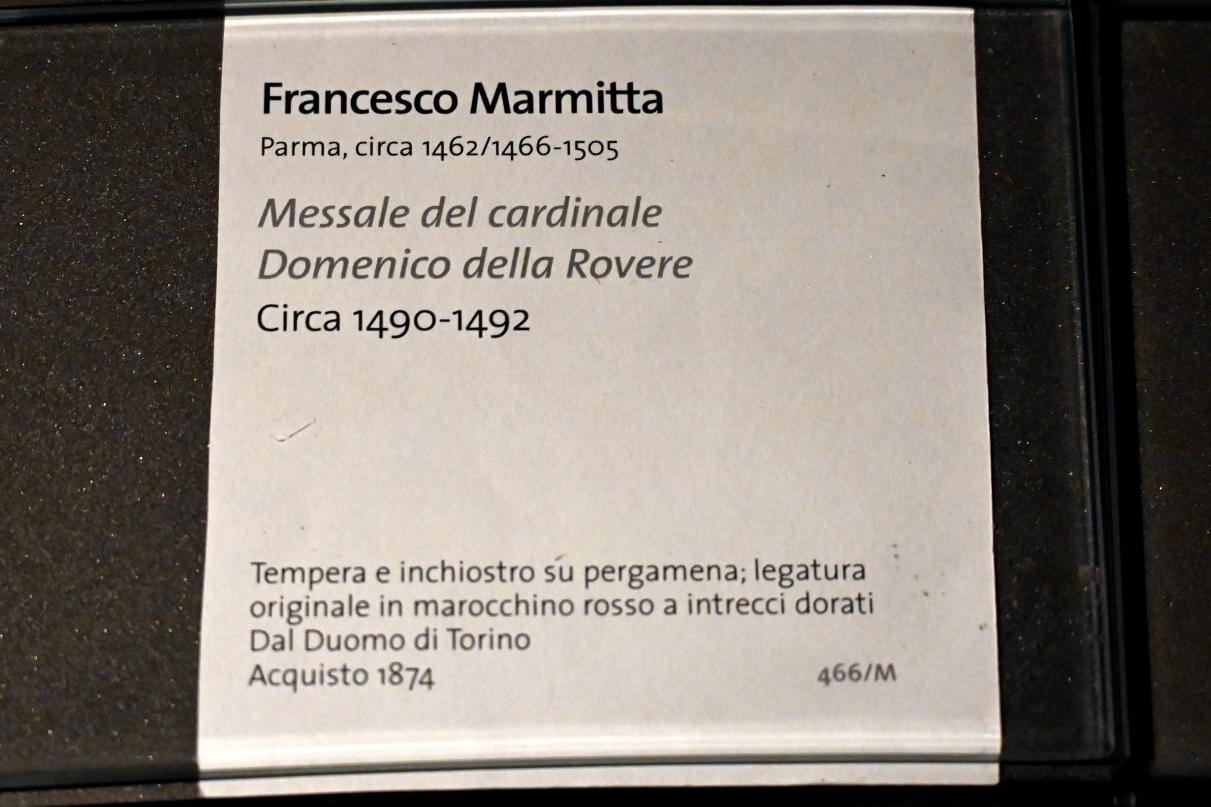 Francesco Marmitta
Parma, circa 1462/1466-1505
Messale del cardinale
Domenico della Rovere
Circa 1490-1492
Tempera e inchiostro su pergamena; legatura
originale in marocchino rosso a intrecci dorati
Dal Duomo di Torino
Acquisto 1874 466/M